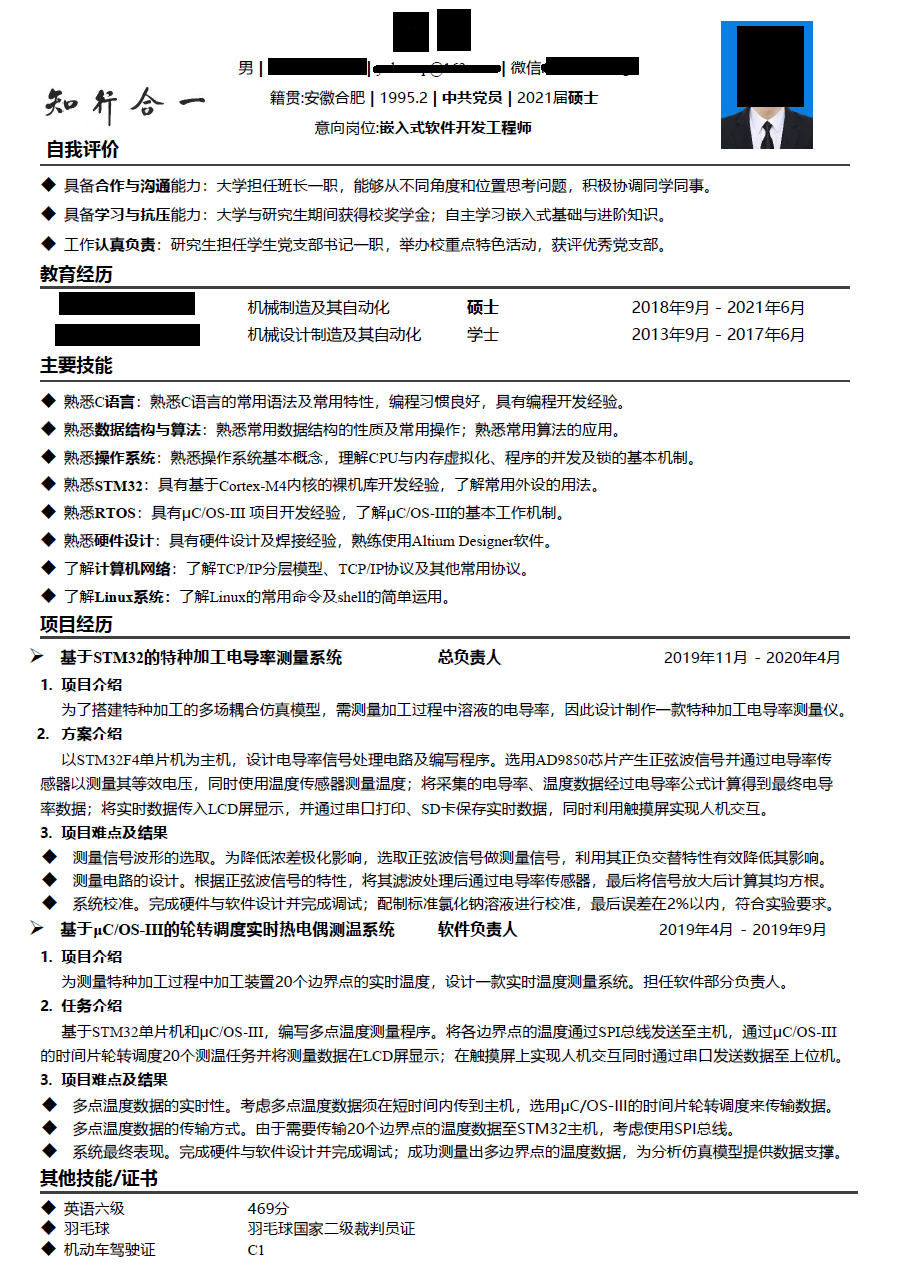 男 |
| 微信:
籍贯:安徽合肥 | 1995.2 | 中共党员 | 2021届硕士
知行合一
意向岗位:嵌入式软件开发工程师
自我评价
◆ 具备合作与沟通能力：大学担任班长一职，能够从不同角度和位置思考问题，积极协调同学同事。
◆ 具备学习与抗压能力：大学与研究生期间获得校奖学金；自主学习嵌入式基础与进阶知识。
◆ 工作认真负责：研究生担任学生党支部书记一职，举办校重点特色活动，获评优秀党支部。
教育经历
机械制造及其自动化 硕士 2018年9月 - 2021年6月
机械设计制造及其自动化 学士 2013年9月 - 2017年6月
主要技能
◆ 熟悉C语言：熟悉C语言的常用语法及常用特性，编程习惯良好，具有编程开发经验。
◆ 熟悉数据结构与算法：熟悉常用数据结构的性质及常用操作；熟悉常用算法的应用。
◆ 熟悉操作系统：熟悉操作系统基本概念，理解CPU与内存虚拟化、程序的并发及锁的基本机制。
◆ 熟悉STM32：具有基于Cortex-M4内核的裸机库开发经验，了解常用外设的用法。
◆ 熟悉RTOS：具有μC/OS-III 项目开发经验，了解μC/OS-III的基本工作机制。
◆ 熟悉硬件设计：具有硬件设计及焊接经验，熟练使用Altium Designer软件。
◆ 了解计算机网络：了解TCP/IP分层模型、TCP/IP协议及其他常用协议。
◆ 了解Linux系统：了解Linux的常用命令及shell的简单运用。
项目经历
➢ 基于STM32的特种加工电导率测量系统 总负责人 2019年11月 - 2020年4月
1. 项目介绍
为了搭建特种加工的多场耦合仿真模型，需测量加工过程中溶液的电导率，因此设计制作一款特种加工电导率测量仪。
2. 方案介绍
以STM32F4单片机为主机，设计电导率信号处理电路及编写程序。选用AD9850芯片产生正弦波信号并通过电导率传
感器以测量其等效电压，同时使用温度传感器测量温度；将采集的电导率、温度数据经过电导率公式计算得到最终电导
率数据；将实时数据传入LCD屏显示，并通过串口打印、SD卡保存实时数据，同时利用触摸屏实现人机交互。
3. 项目难点及结果
◆ 测量信号波形的选取。为降低浓差极化影响，选取正弦波信号做测量信号，利用其正负交替特性有效降低其影响。
◆ 测量电路的设计。根据正弦波信号的特性，将其滤波处理后通过电导率传感器，最后将信号放大后计算其均方根。
◆ 系统校准。完成硬件与软件设计并完成调试；配制标准氯化钠溶液进行校准，最后误差在2%以内，符合实验要求。
➢ 基于μC/OS-III的轮转调度实时热电偶测温系统 软件负责人 2019年4月 - 2019年9月
1. 项目介绍
为测量特种加工过程中加工装置20个边界点的实时温度，设计一款实时温度测量系统。担任软件部分负责人。
2. 任务介绍
基于STM32单片机和μC/OS-III，编写多点温度测量程序。将各边界点的温度通过SPI总线发送至主机，通过μC/OS-III
的时间片轮转调度20个测温任务并将测量数据在LCD屏显示；在触摸屏上实现人机交互同时通过串口发送数据至上位机。
3. 项目难点及结果
◆ 多点温度数据的实时性。考虑多点温度数据须在短时间内传到主机，选用μC/OS-III的时间片轮转调度来传输数据。
◆ 多点温度数据的传输方式。由于需要传输20个边界点的温度数据至STM32主机，考虑使用SPI总线。
◆ 系统最终表现。完成硬件与软件设计并完成调试；成功测量出多边界点的温度数据，为分析仿真模型提供数据支撑。
其他技能/证书
◆ 英语六级 469分
◆ 羽毛球 羽毛球国家二级裁判员证
◆ 机动车驾驶证 C1